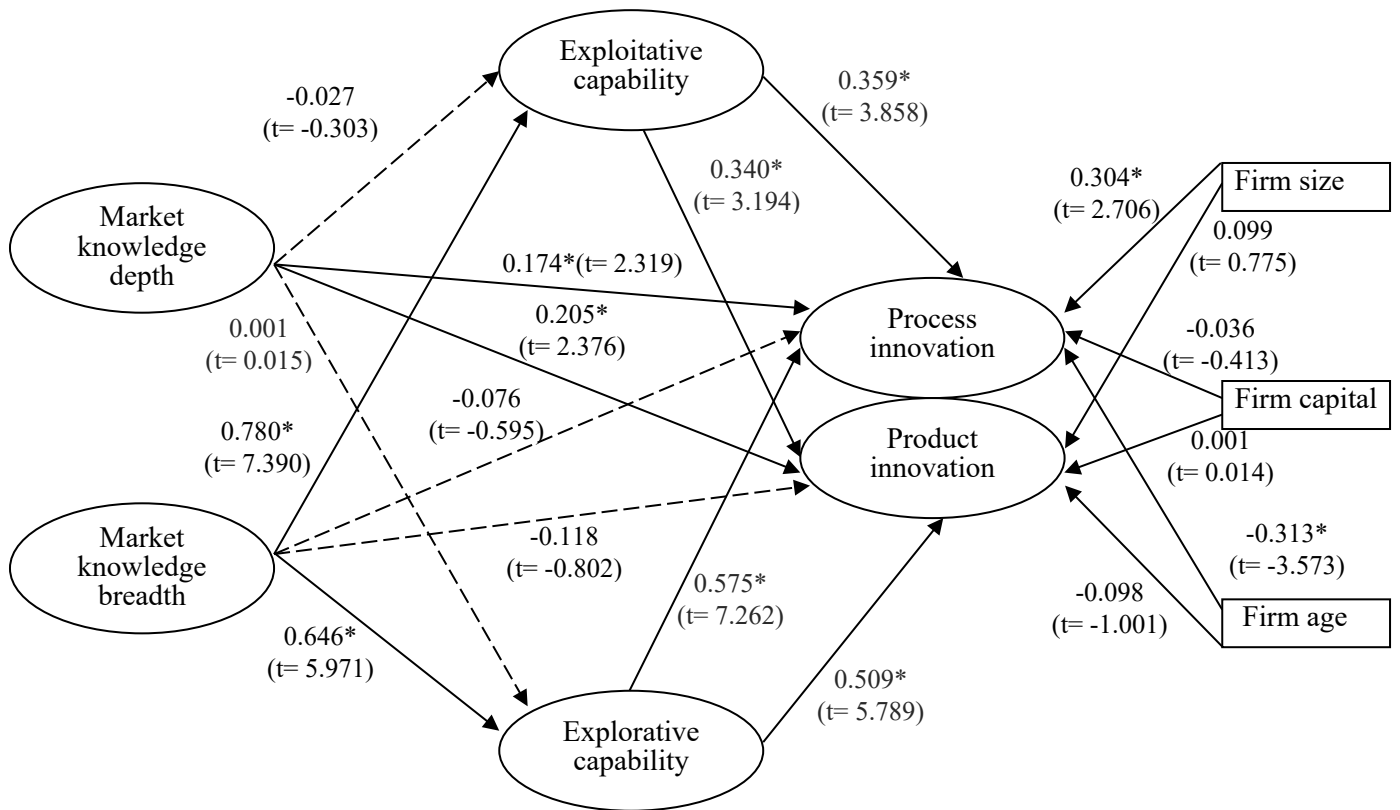 Exploitative
capability
0.359*
(t= 3.858)
-0.027
(t= -0.303)
0.340*
(t= 3.194)
0.304*
(t= 2.706)
Firm size
Market
knowledge
depth
0.099
(t= 0.775)
0.174*(t= 2.319)
0.001
(t= 0.015)
0.205*
(t= 2.376)
Process
innovation
-0.036
(t= -0.413)
Firm capital
-0.076
(t= -0.595)
0.780*
(t= 7.390)
Product
innovation
0.001
(t= 0.014)
Market
knowledge
breadth
-0.118
(t= -0.802)
-0.313*
(t= -3.573)
0.575*
(t= 7.262)
-0.098
(t= -1.001)
Firm age
0.646*
(t= 5.971)
0.509*
(t= 5.789)
Explorative
capability